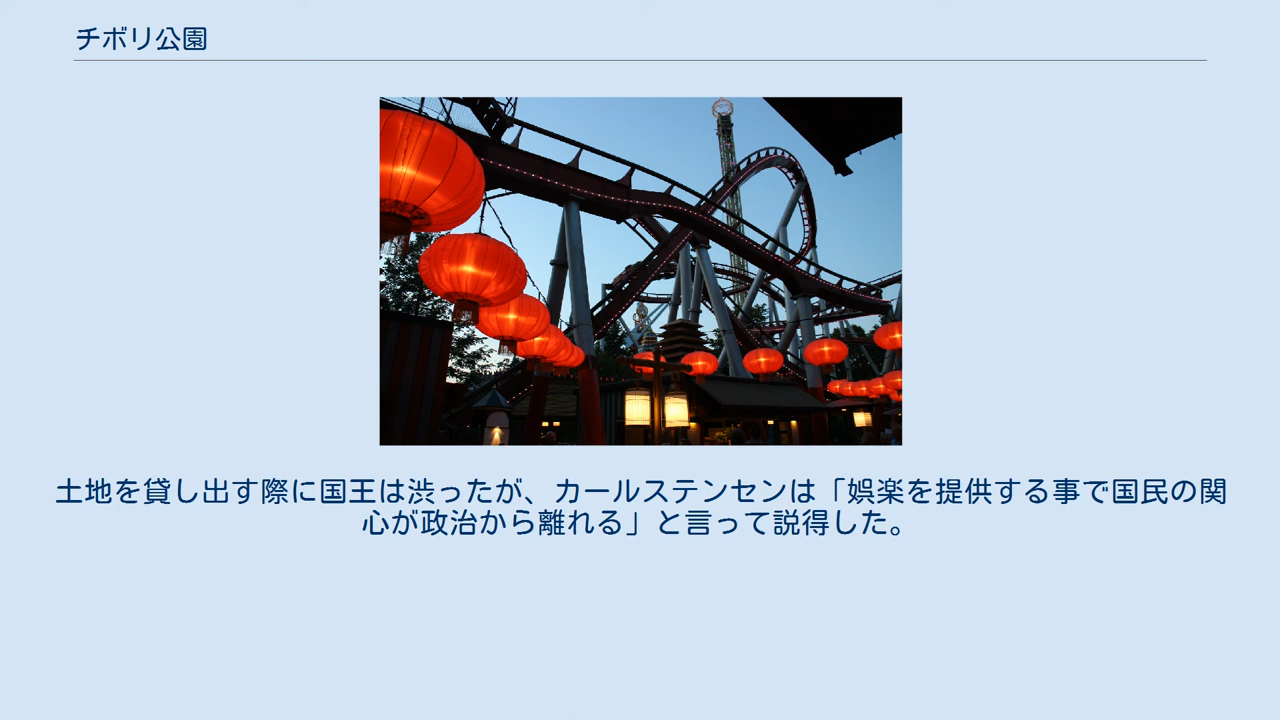 チボリ公園
土地を貸し出す際に国王は渋ったが、カールステンセンは「娯楽を提供する事で国民の関
心が政治から離れる」と言って説得した。